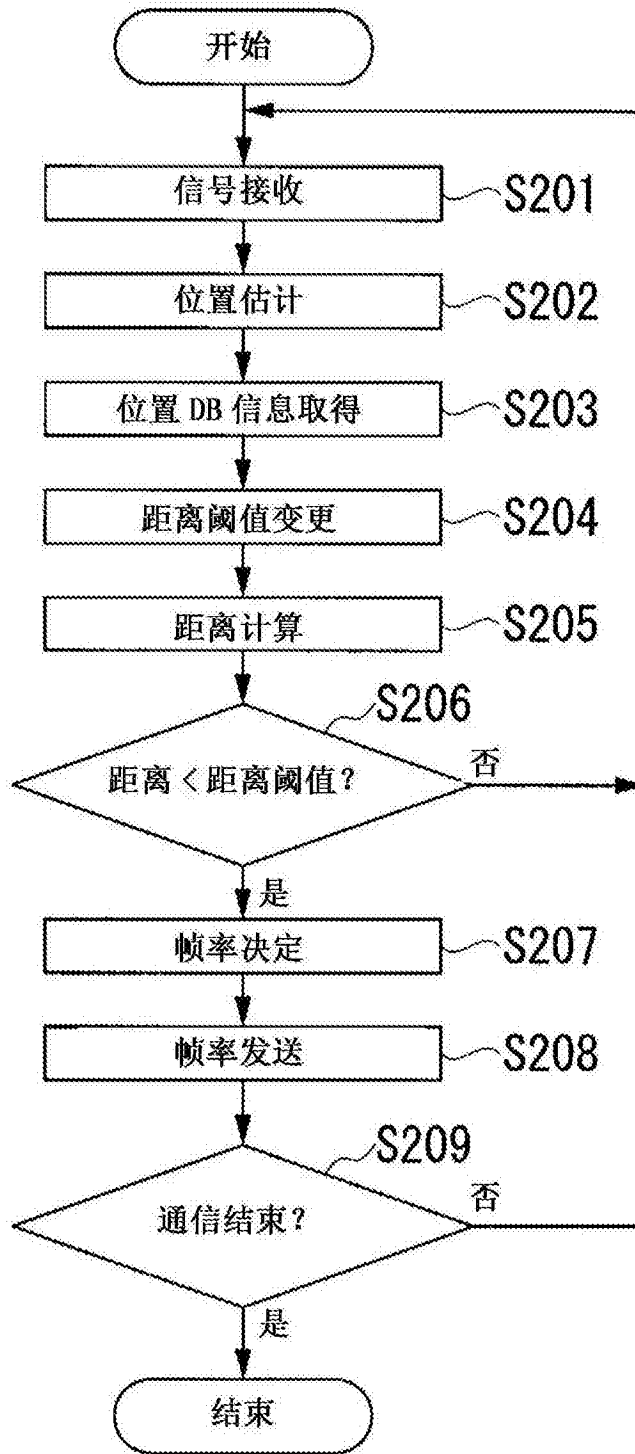 开始
信号接收 S201
位置估计 S202
位置 DB 信息取得 S203
距离阈值变更 S204
距离计算 S205
S206
距离 < 距离阈值？ 否
是
帧率决定 S207
帧率发送 S208
S209
通信结束？ 否
是
结束